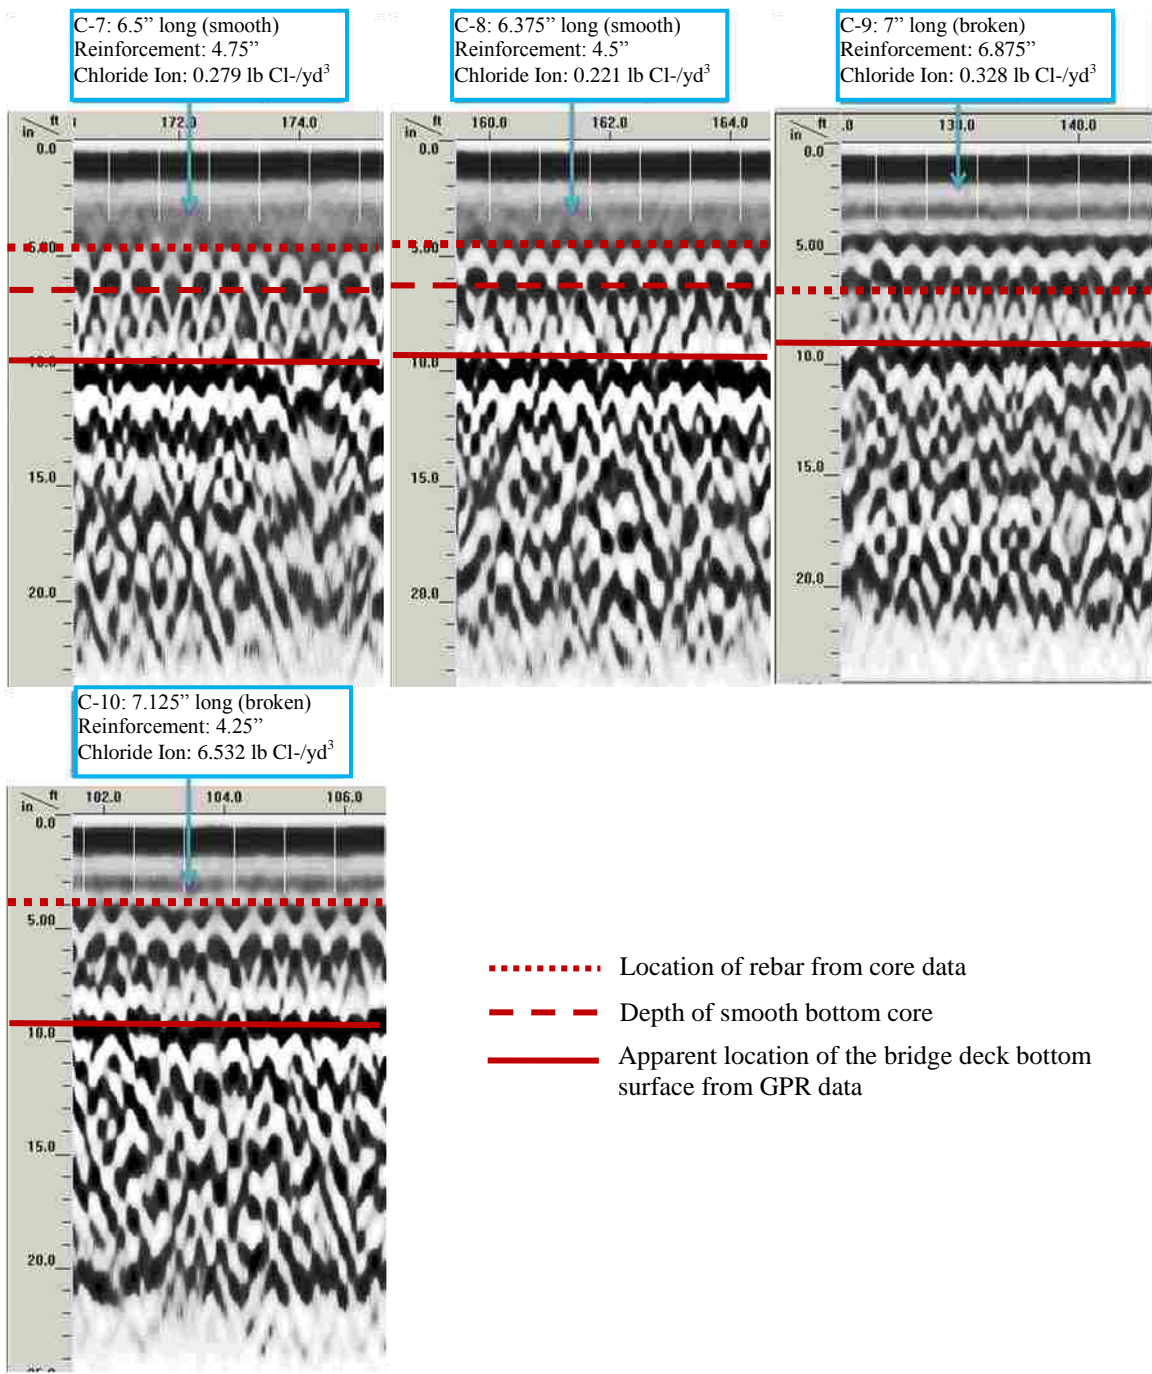 C-7: 6.5” long (smooth)
Reinforcement: 4.75”
Chloride Ion: 0.279 lb Cl-/yd³
C-8: 6.375” long (smooth)
Reinforcement: 4.5”
Chloride Ion: 0.221 lb Cl-/yd³
C-9: 7” long (broken)
Reinforcement: 6.875”
Chloride Ion: 0.328 lb Cl-/yd³
in ft 172.0 174.0
0.0
5.00
10.0
15.0
20.0
in ft 160.0 162.0 164.0
0.0
5.00
10.0
15.0
20.0
in ft .0 140.0
0.0
5.00
10.0
15.0
20.0
C-10: 7.125” long (broken)
Reinforcement: 4.25”
Chloride Ion: 6.532 lb Cl-/yd³
in ft 102.0 104.0 106.0
0.0
5.00
10.0
15.0
20.0
Location of rebar from core data
Depth of smooth bottom core
Apparent location of the bridge deck bottom
surface from GPR data